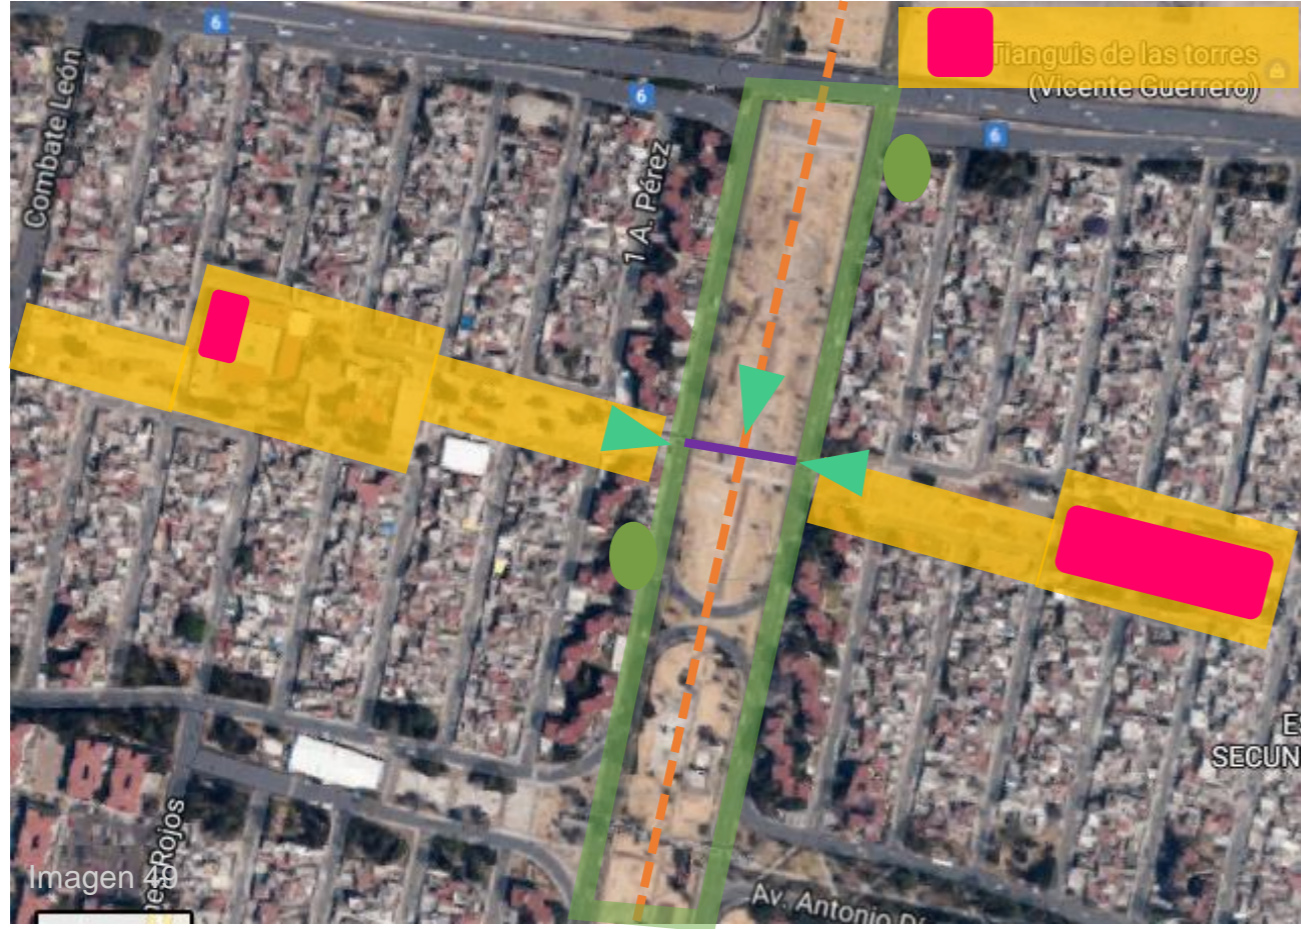 6
Tianguis de las torres
(Vicente Guerrero)
6
6
Combate León
1 A. Pérez
E
SECUN
Rojos
Imagen 49
Av. Antonio Dí